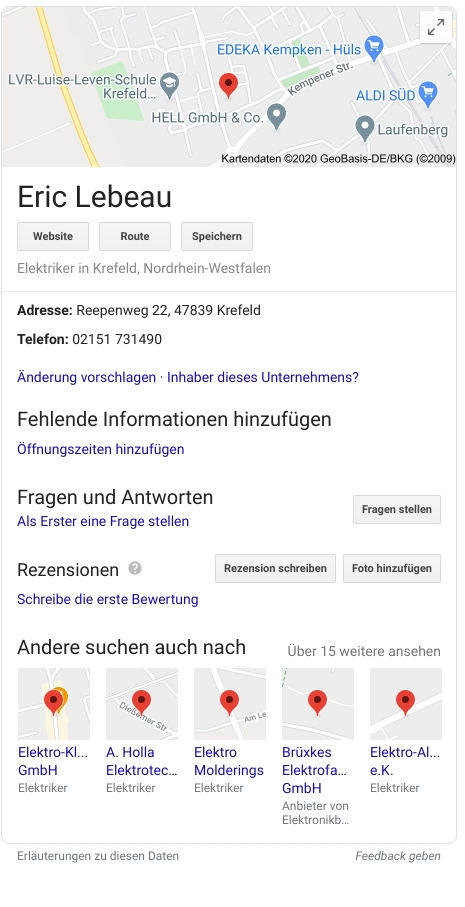 EDEKA Kempken - Hüls
LVR-Luise-Leven-Schule
Krefeld...
Kempener Str.
ALDI SÜD
HELL GmbH & Co.
Laufenberg
Kartendaten ©2020 GeoBasis-DE/BKG (©2009)
Eric Lebeau
Website Route Speichern
Elektriker in Krefeld, Nordrhein-Westfalen
Adresse: Reepenweg 22, 47839 Krefeld
Telefon: 02151 731490
Änderung vorschlagen · Inhaber dieses Unternehmens?
Fehlende Informationen hinzufügen
Öffnungszeiten hinzufügen
Fragen und Antworten
Fragen stellen
Als Erster eine Frage stellen
Rezensionen ? Rezension schreiben Foto hinzufügen
Schreibe die erste Bewertung
Andere suchen auch nach Über 15 weitere ansehen
Dießemer Str.
Am Le
Elektro-Kl... GmbH
Elektriker
A. Holla Elektrotec...
Elektriker
Elektro Molderings
Elektriker
Brüxkes Elektrofa... GmbH
Anbieter von Elektronikb...
Elektro-Al... e.K.
Elektriker
Erläuterungen zu diesen Daten Feedback geben